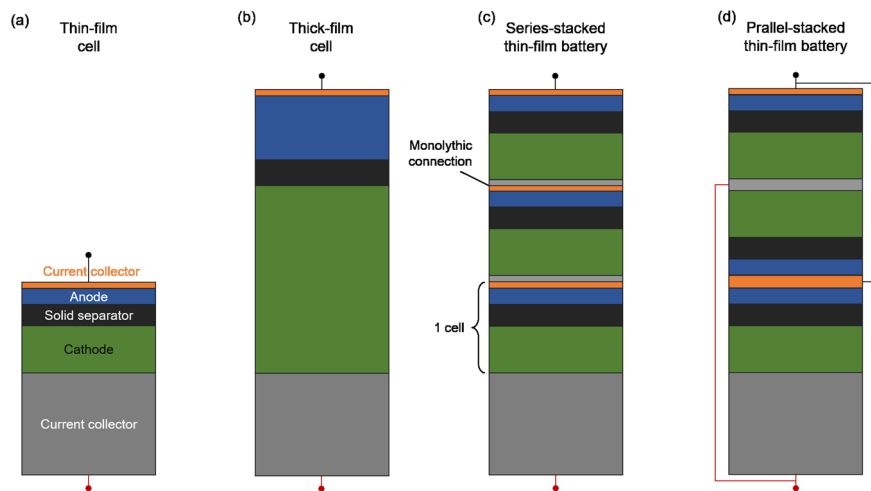 (a)
Thin-film
cell
Current collector
Anode
Solid separator
Cathode
Current collector
(b)
Thick-film
cell
(c)
Series-stacked
thin-film battery
Monolythic
connection
1 cell
(d)
Prallel-stacked
thin-film battery